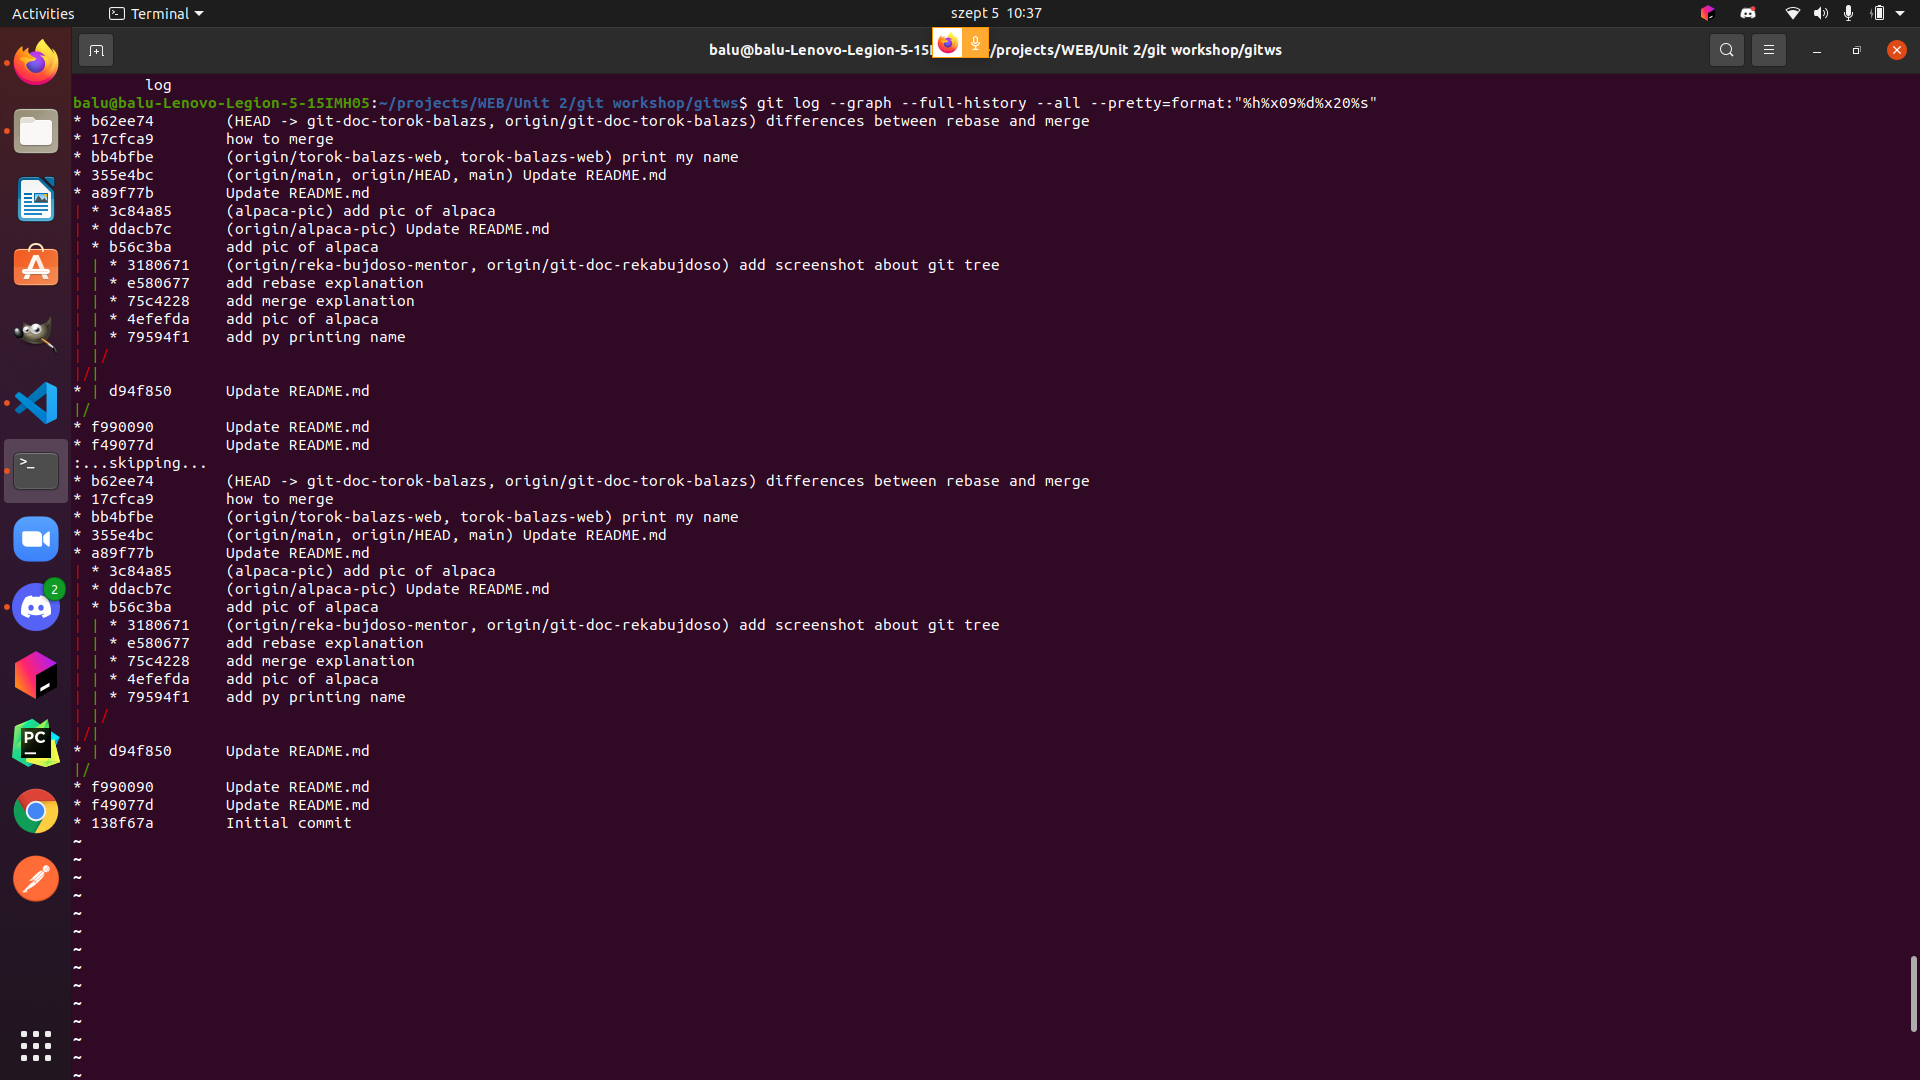 Activities Terminal szept 5 10:37
balu@balu-Lenovo-Legion-5-15I /projects/WEB/Unit 2/git workshop/gitws
log
balu@balu-Lenovo-Legion-5-15IMH05:~/projects/WEB/Unit 2/git workshop/gitws$ git log --graph --full-history --all --pretty=format:"%h%x09%d%x20%s"
* b62ee74 (HEAD -> git-doc-torok-balazs, origin/git-doc-torok-balazs) differences between rebase and merge
* 17cfca9 how to merge
* bb4bfbe (origin/torok-balazs-web, torok-balazs-web) print my name
* 355e4bc (origin/main, origin/HEAD, main) Update README.md
* a89f77b Update README.md
| * 3c84a85 (alpaca-pic) add pic of alpaca
| * ddacb7c (origin/alpaca-pic) Update README.md
| * b56c3ba add pic of alpaca
| | * 3180671 (origin/reka-bujdoso-mentor, origin/git-doc-rekabujdoso) add screenshot about git tree
| | * e580677 add rebase explanation
| | * 75c4228 add merge explanation
| | * 4efefda add pic of alpaca
| | * 79594f1 add py printing name
| |/
|/|
* | d94f850 Update README.md
|/
* f990090 Update README.md
* f49077d Update README.md
:...skipping...
* b62ee74 (HEAD -> git-doc-torok-balazs, origin/git-doc-torok-balazs) differences between rebase and merge
* 17cfca9 how to merge
* bb4bfbe (origin/torok-balazs-web, torok-balazs-web) print my name
* 355e4bc (origin/main, origin/HEAD, main) Update README.md
* a89f77b Update README.md
| * 3c84a85 (alpaca-pic) add pic of alpaca
| * ddacb7c (origin/alpaca-pic) Update README.md
| * b56c3ba add pic of alpaca
| | * 3180671 (origin/reka-bujdoso-mentor, origin/git-doc-rekabujdoso) add screenshot about git tree
| | * e580677 add rebase explanation
| | * 75c4228 add merge explanation
| | * 4efefda add pic of alpaca
| | * 79594f1 add py printing name
| |/
|/|
* | d94f850 Update README.md
|/
* f990090 Update README.md
* f49077d Update README.md
* 138f67a Initial commit
~
~
~
~
~
~
~
~
~
~
~
~
~
~
2
PC